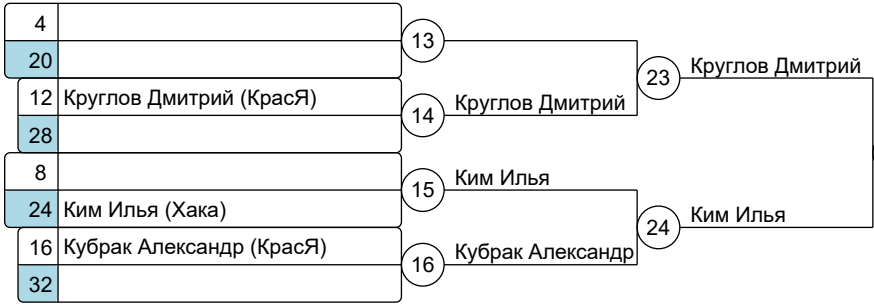 4
13
20
23 Круглов Дмитрий
12 Круглов Дмитрий (КрасЯ)
14 Круглов Дмитрий
28
8
15 Ким Илья
24 Ким Илья (Хака)
24 Ким Илья
16 Кубрак Александр (КрасЯ)
16 Кубрак Александр
32